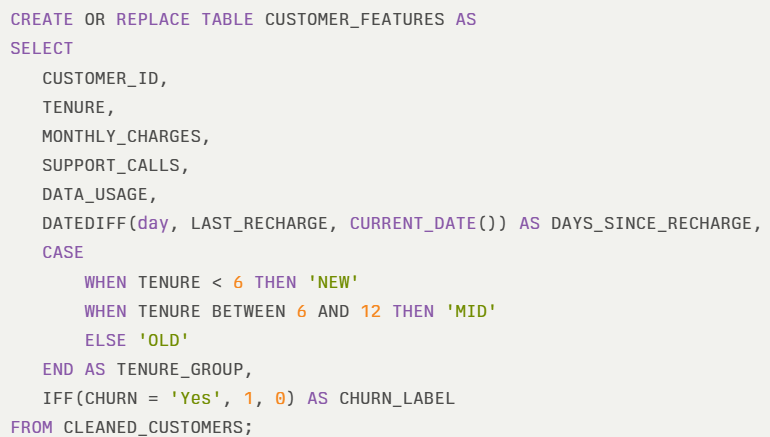 CREATE OR REPLACE TABLE CUSTOMER_FEATURES AS
SELECT
   CUSTOMER_ID,
   TENURE,
   MONTHLY_CHARGES,
   SUPPORT_CALLS,
   DATA_USAGE,
   DATEDIFF(day, LAST_RECHARGE, CURRENT_DATE()) AS DAYS_SINCE_RECHARGE,
   CASE
       WHEN TENURE < 6 THEN 'NEW'
       WHEN TENURE BETWEEN 6 AND 12 THEN 'MID'
       ELSE 'OLD'
   END AS TENURE_GROUP,
   IFF(CHURN = 'Yes', 1, 0) AS CHURN_LABEL
FROM CLEANED_CUSTOMERS;